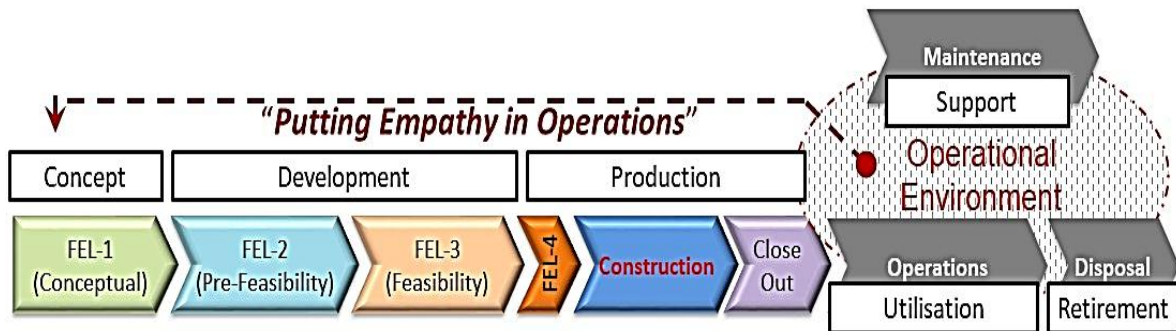 Maintenance
Support
"Putting Empathy in Operations"
Operational
Environment
Concept
Development
Production
FEL-1
(Conceptual)
FEL-2
(Pre-Feasibility)
FEL-3
(Feasibility)
FEL-4
Construction
Close
Out
Operations
Utilisation
Disposal
Retirement